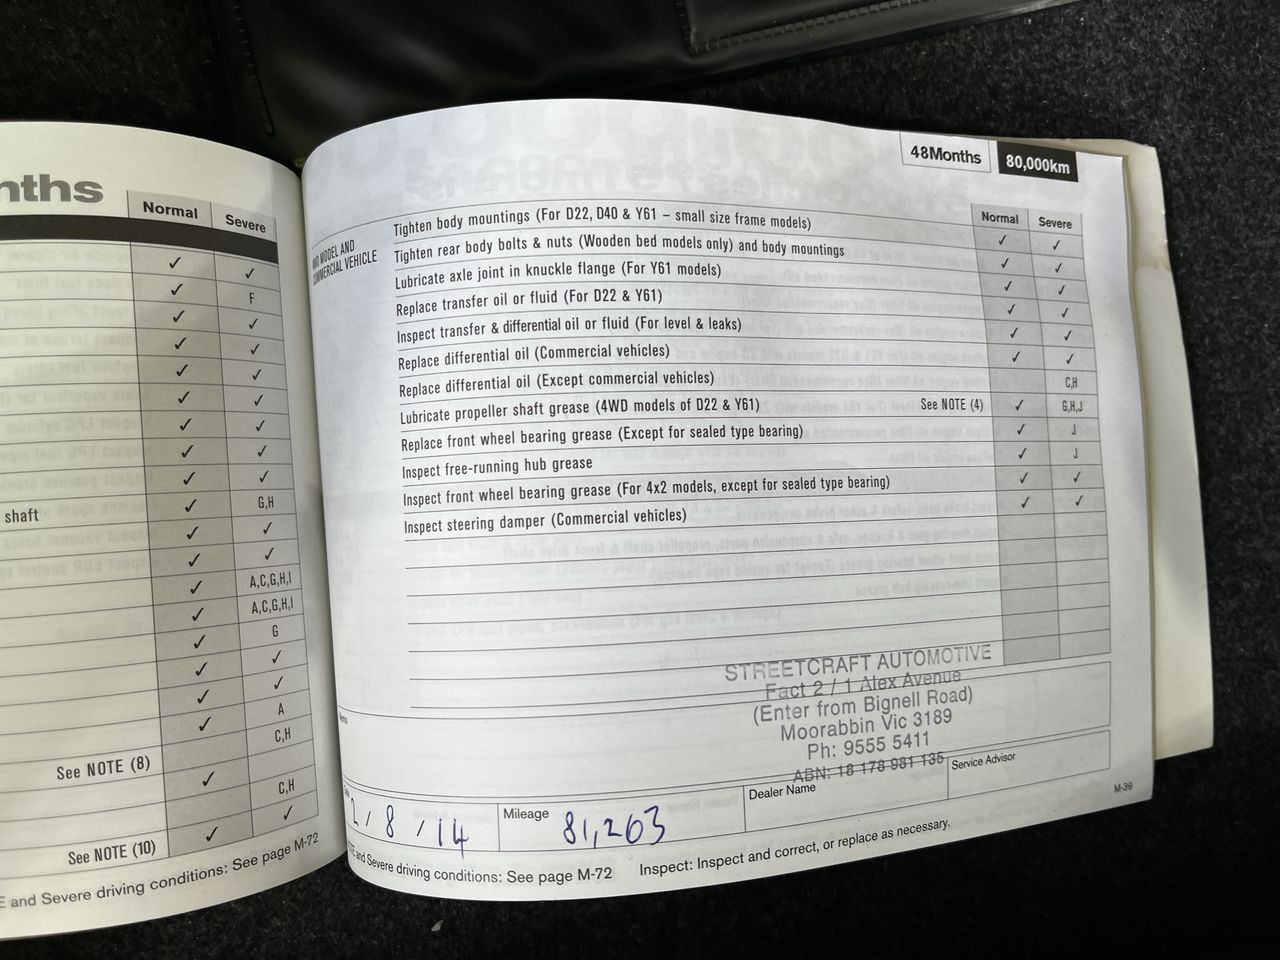 nths
Normal Severe
✓ ✓
✓ F
✓ ✓
✓ ✓
✓ ✓
✓ ✓
✓ ✓
✓ ✓
✓ ✓
shaft ✓ G,H
✓ ✓
✓ ✓
✓ A,C,G,H,I
✓ A,C,G,H,I
✓ G
✓ ✓
✓ ✓
✓ A
See NOTE (8) C,H
✓
C,H
See NOTE (10) ✓ ✓
E and Severe driving conditions: See page M-72
48Months 80,000km
Normal Severe
MODEL AND
COMMERCIAL VEHICLE
Tighten body mountings (For D22, D40 & Y61 – small size frame models) ✓ ✓
Tighten rear body bolts & nuts (Wooden bed models only) and body mountings ✓ ✓
Lubricate axle joint in knuckle flange (For Y61 models) ✓ ✓
Replace transfer oil or fluid (For D22 & Y61) ✓ ✓
Inspect transfer & differential oil or fluid (For level & leaks) ✓ ✓
Replace differential oil (Commercial vehicles) ✓ ✓
Replace differential oil (Except commercial vehicles) C,H
Lubricate propeller shaft grease (4WD models of D22 & Y61) See NOTE (4) ✓ G,H,J
Replace front wheel bearing grease (Except for sealed type bearing) ✓ J
Inspect free-running hub grease ✓ J
Inspect front wheel bearing grease (For 4x2 models, except for sealed type bearing) ✓ ✓
Inspect steering damper (Commercial vehicles) ✓ ✓
STREETCRAFT AUTOMOTIVE
Fact 2 / 1 Alex Avenue
(Enter from Bignell Road)
Moorabbin Vic 3189
Ph: 9555 5411
ABN: 18 178 981 135
/ 8 / 14
Mileage 81,263
Dealer Name
Service Advisor
and Severe driving conditions: See page M-72 Inspect: Inspect and correct, or replace as necessary.
M-39